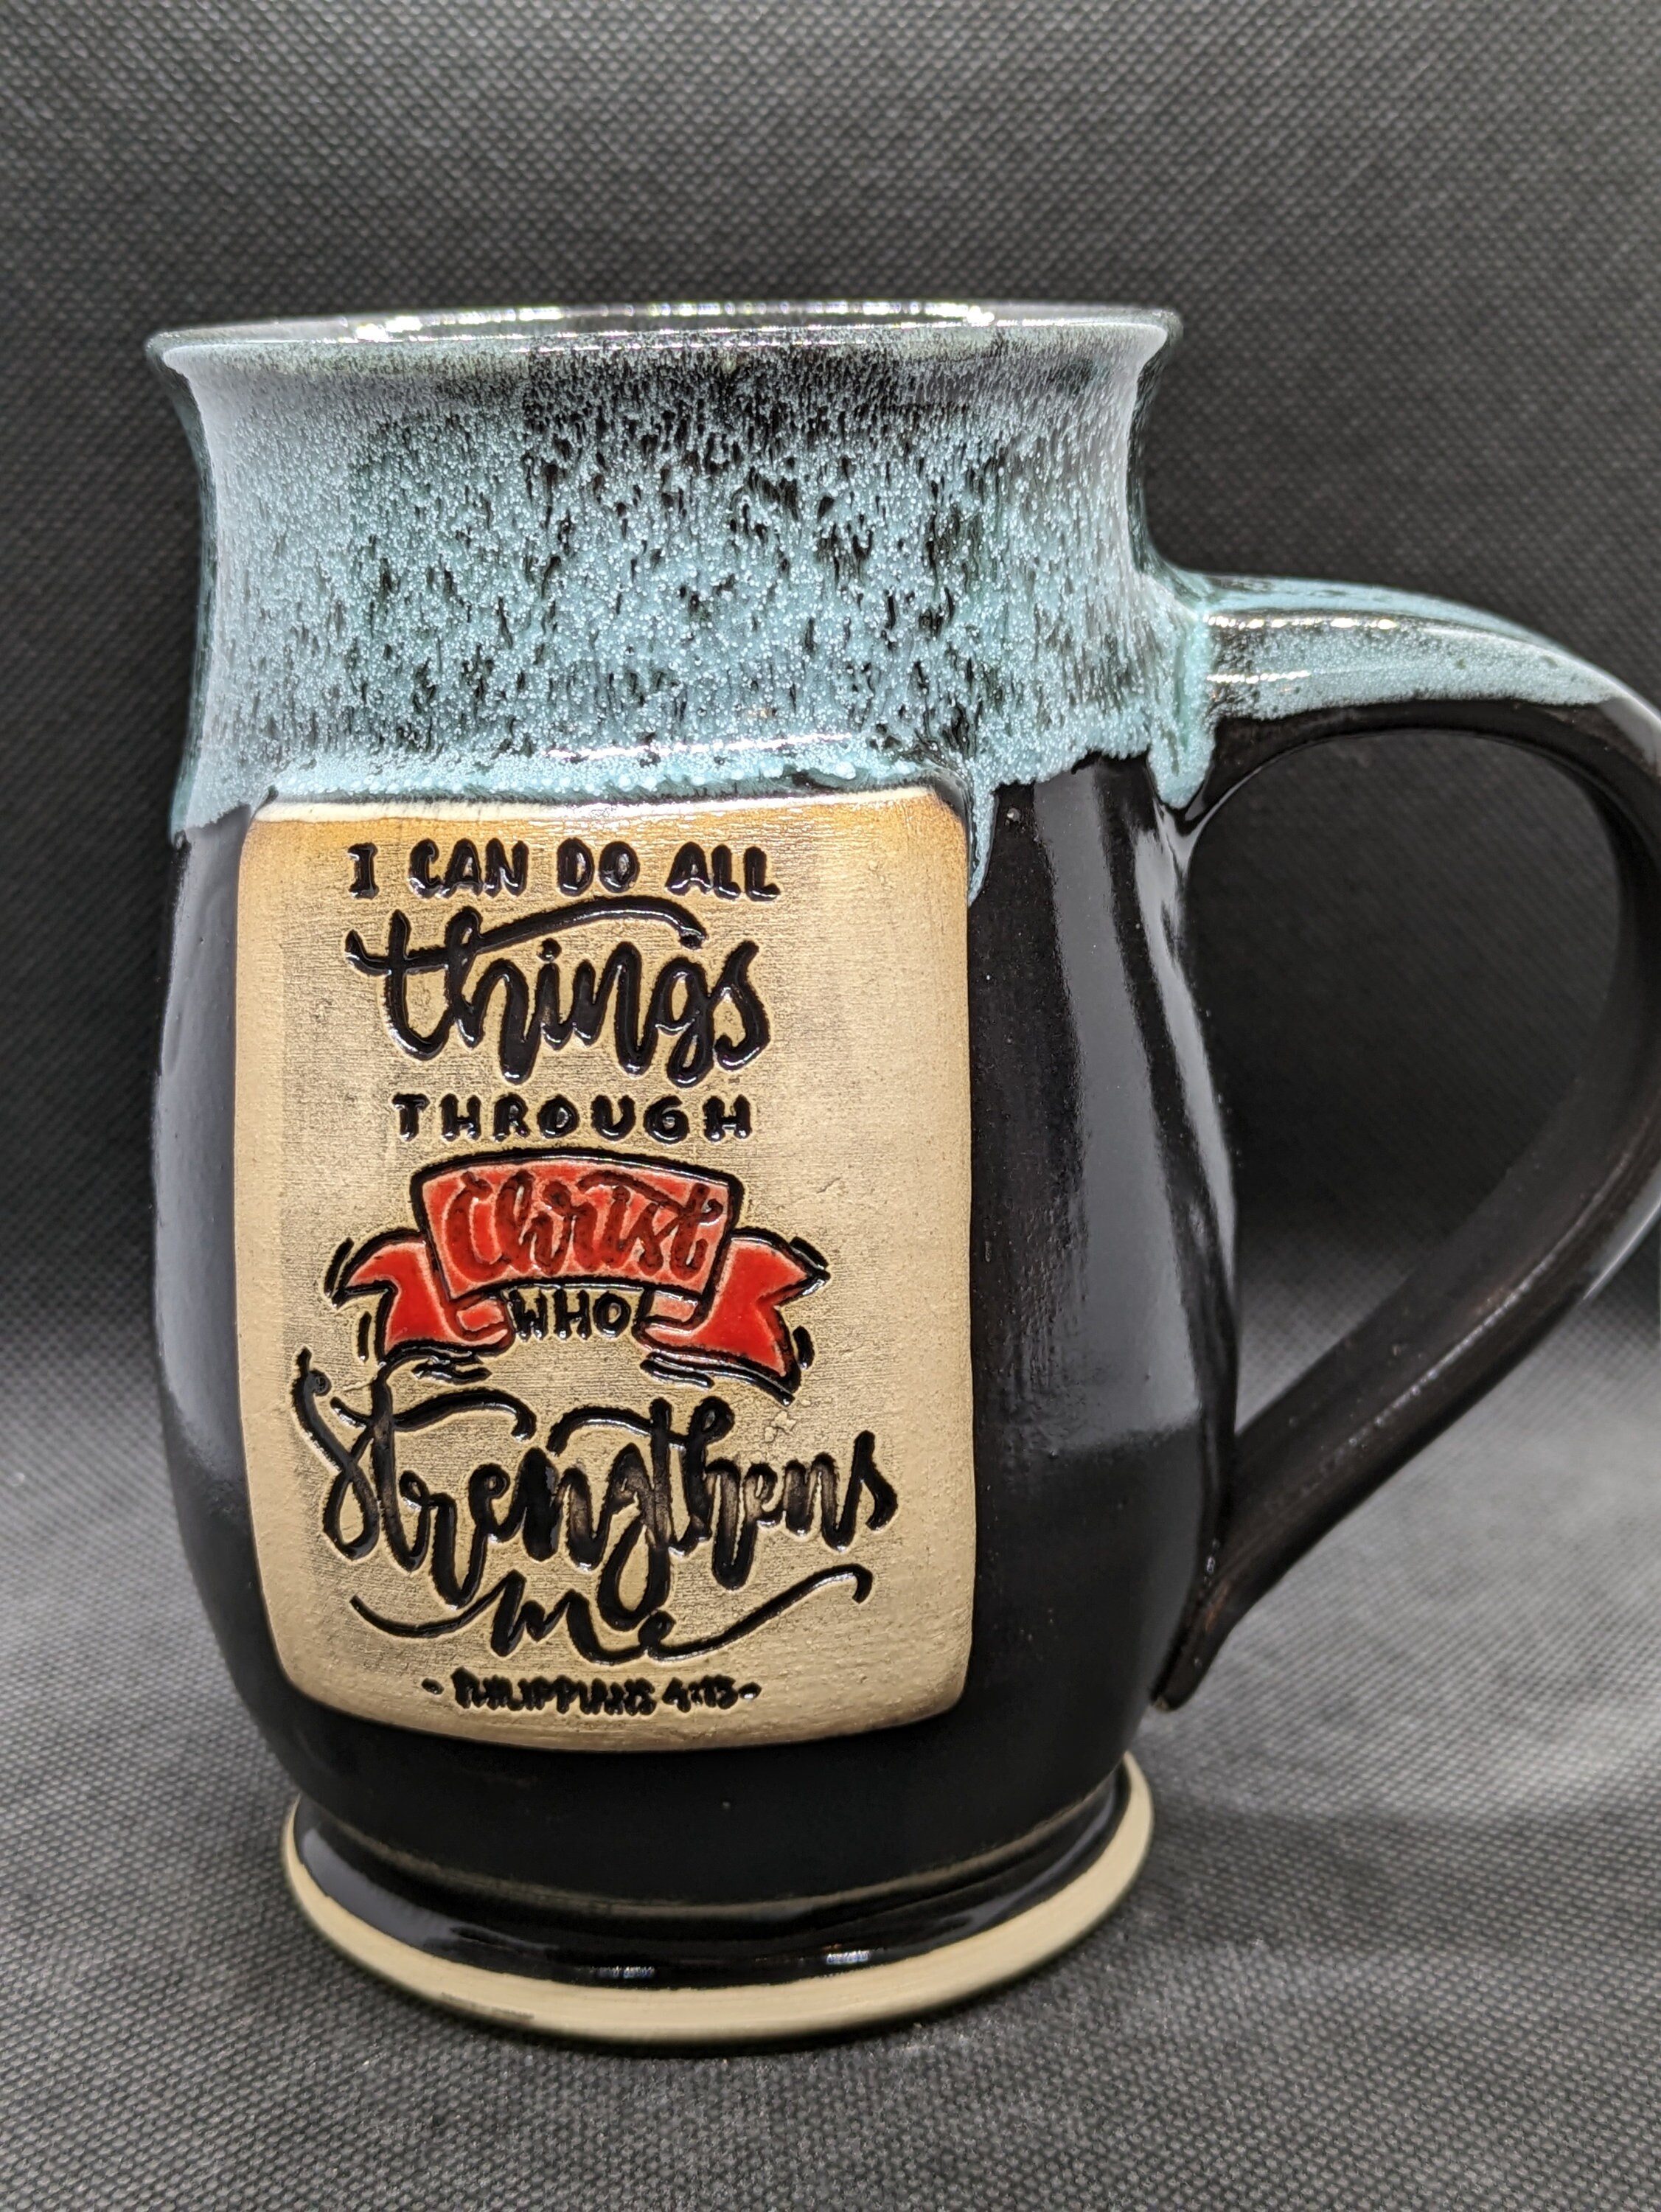 I CAN DO ALL
things
THROUGH
Christ
WHO
Strengthens
me
- PHILIPPIANS 4:13 -